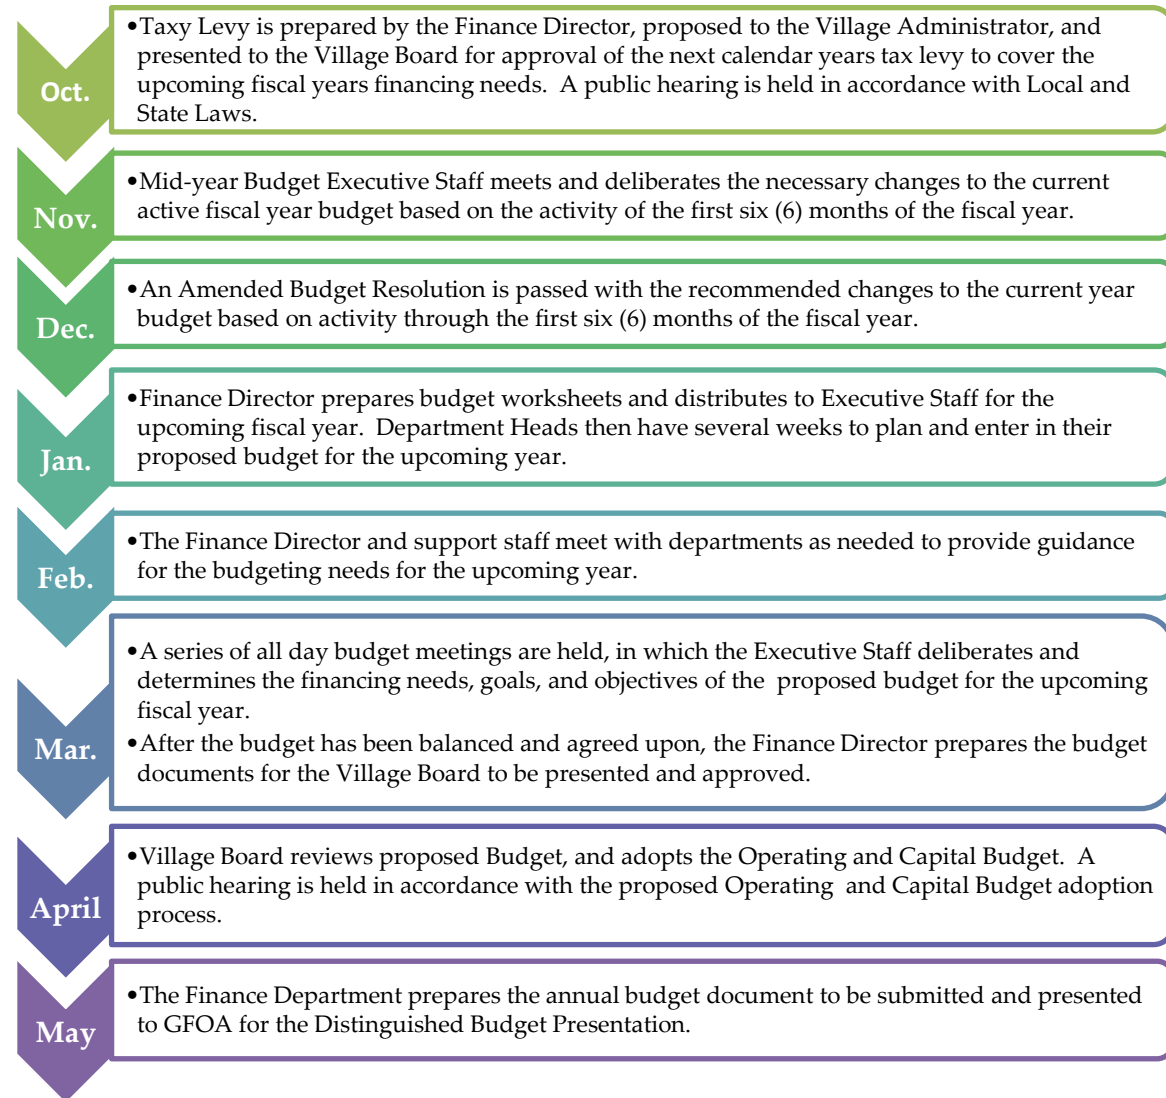 Oct.
•Taxy Levy is prepared by the Finance Director, proposed to the Village Administrator, and
presented to the Village Board for approval of the next calendar years tax levy to cover the
upcoming fiscal years financing needs.  A public hearing is held in accordance with Local and
State Laws.
Nov.
•Mid-year Budget Executive Staff meets and deliberates the necessary changes to the current
active fiscal year budget based on the activity of the first six (6) months of the fiscal year.
Dec.
•An Amended Budget Resolution is passed with the recommended changes to the current year
budget based on activity through the first six (6) months of the fiscal year.
Jan.
•Finance Director prepares budget worksheets and distributes to Executive Staff for the
upcoming fiscal year.  Department Heads then have several weeks to plan and enter in their
proposed budget for the upcoming year.
Feb.
•The Finance Director and support staff meet with departments as needed to provide guidance
for the budgeting needs for the upcoming year.
Mar.
•A series of all day budget meetings are held, in which the Executive Staff deliberates and
determines the financing needs, goals, and objectives of the  proposed budget for the upcoming
fiscal year.
•After the budget has been balanced and agreed upon, the Finance Director prepares the budget
documents for the Village Board to be presented and approved.
April
•Village Board reviews proposed Budget, and adopts the Operating and Capital Budget.  A
public hearing is held in accordance with the proposed Operating  and Capital Budget adoption
process.
May
•The Finance Department prepares the annual budget document to be submitted and presented
to GFOA for the Distinguished Budget Presentation.